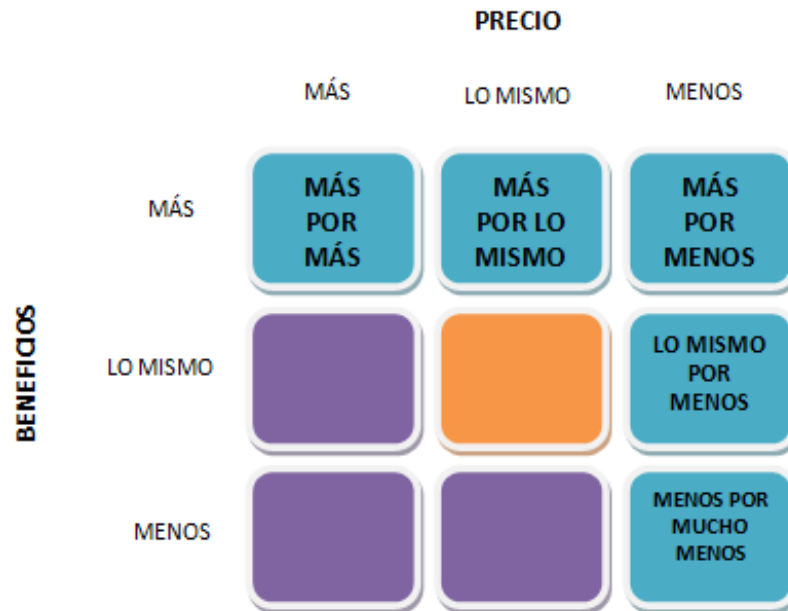 PRECIO
MÁS
LO MISMO
MENOS
MÁS
MÁS
POR
MÁS
MÁS
POR LO
MISMO
MÁS
POR
MENOS
BENEFICIOS
LO MISMO
LO MISMO
POR
MENOS
MENOS
MENOS POR
MUCHO
MENOS